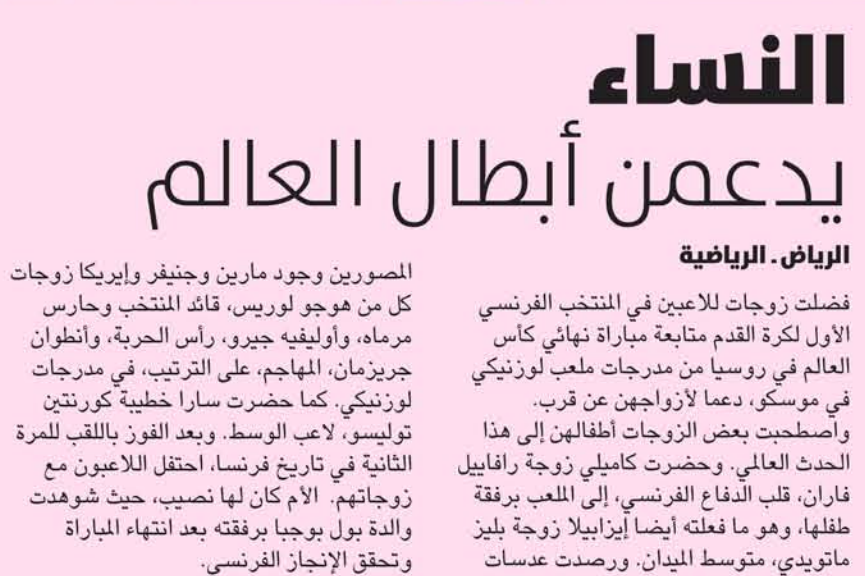 النساء
يدعمن أبطال العالم
الرياض ـ الرياضية
فضلت زوجات للاعبين في المنتخب الفرنسي
الأول لكرة القدم متابعة مباراة نهائي كأس
العالم في روسيا من مدرجات ملعب لوزنيكي
في موسكو، دعما لأزواجهن عن قرب.
واصطحبت بعض الزوجات أطفالهن إلى هذا
الحدث العالمي. وحضرت كاميلي زوجة رافاييل
فاران، قلب الدفاع الفرنسي، إلى الملعب برفقة
طفلها، وهو ما فعلته أيضا إيزابيلا زوجة بليز
ماتويدي، متوسط الميدان. ورصدت عدسات
المصورين وجود مارين وجنيفر وإيريكا زوجات
كل من هوجو لوريس، قائد المنتخب وحارس
مرماه، وأوليفيه جيرو، رأس الحربة، وأنطوان
جريزمان، المهاجم، على الترتيب، في مدرجات
لوزنيكي. كما حضرت سارا خطيبة كورنتين
توليسو، لاعب الوسط. وبعد الفوز باللقب للمرة
الثانية في تاريخ فرنسا، احتفل اللاعبون مع
زوجاتهم. الأم كان لها نصيب، حيث شوهدت
والدة بول بوجبا برفقته بعد انتهاء المباراة
وتحقق الإنجاز الفرنسي.